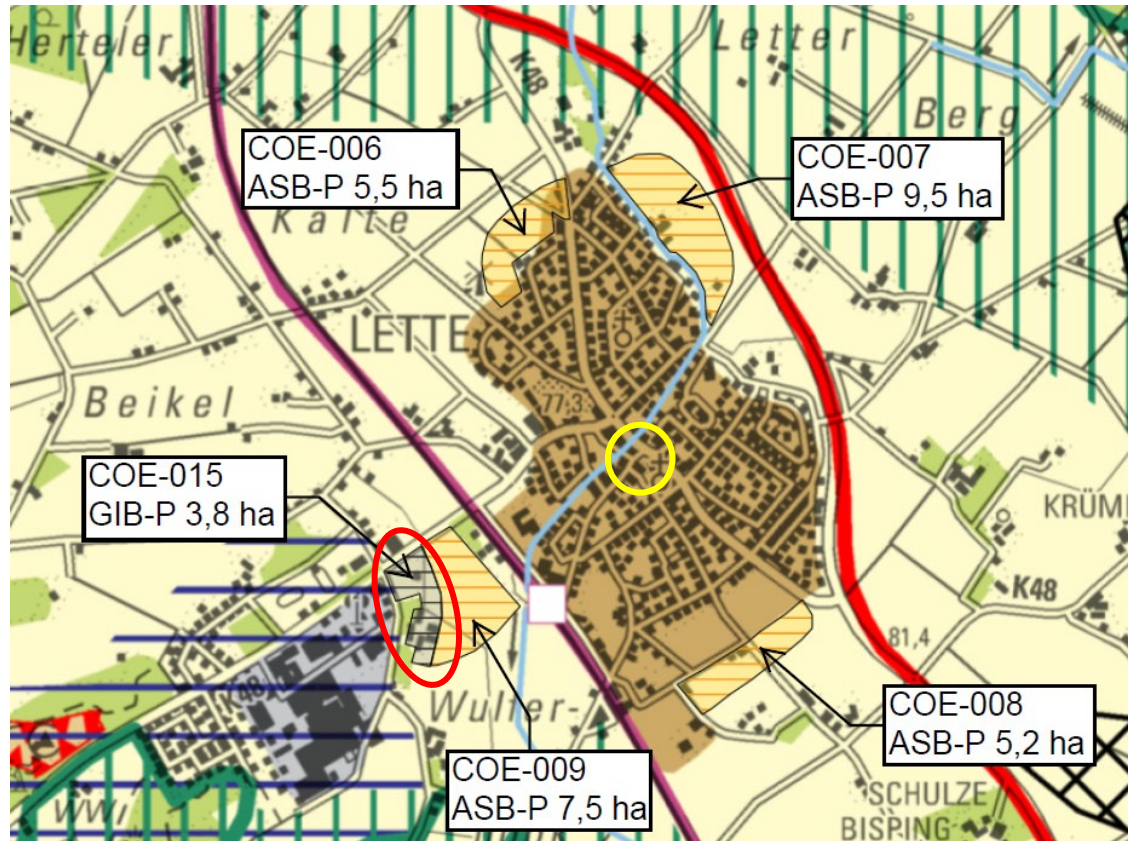 Herteler
K48
Letter
Berg
COE-006
ASB-P 5,5 ha
COE-007
ASB-P 9,5 ha
Kalte
LETTE
77,3
Beikel
COE-015
GIB-P 3,8 ha
KRÜM
K48
81,4
K48
Wulfer-
COE-008
ASB-P 5,2 ha
COE-009
ASB-P 7,5 ha
SCHULZE
BISPING
WWI